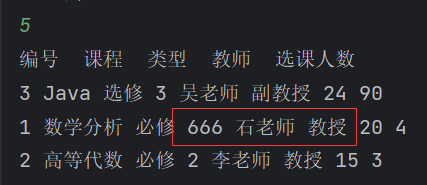 5
编号 课程 类型 教师 选课人数
3 Java 选修 3 吴老师 副教授 24 90
1 数学分析 必修 666 石老师 教授 20 4
2 高等代数 必修 2 李老师 教授 15 3